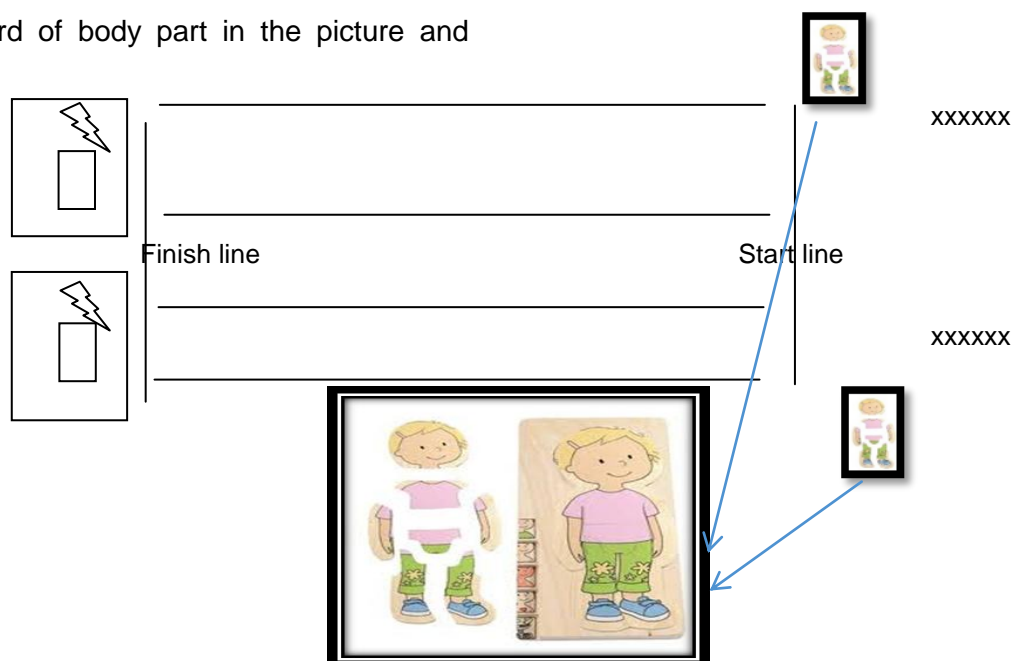 rd of body part in the picture and
xxxxxx
Finish line Start line
xxxxxx